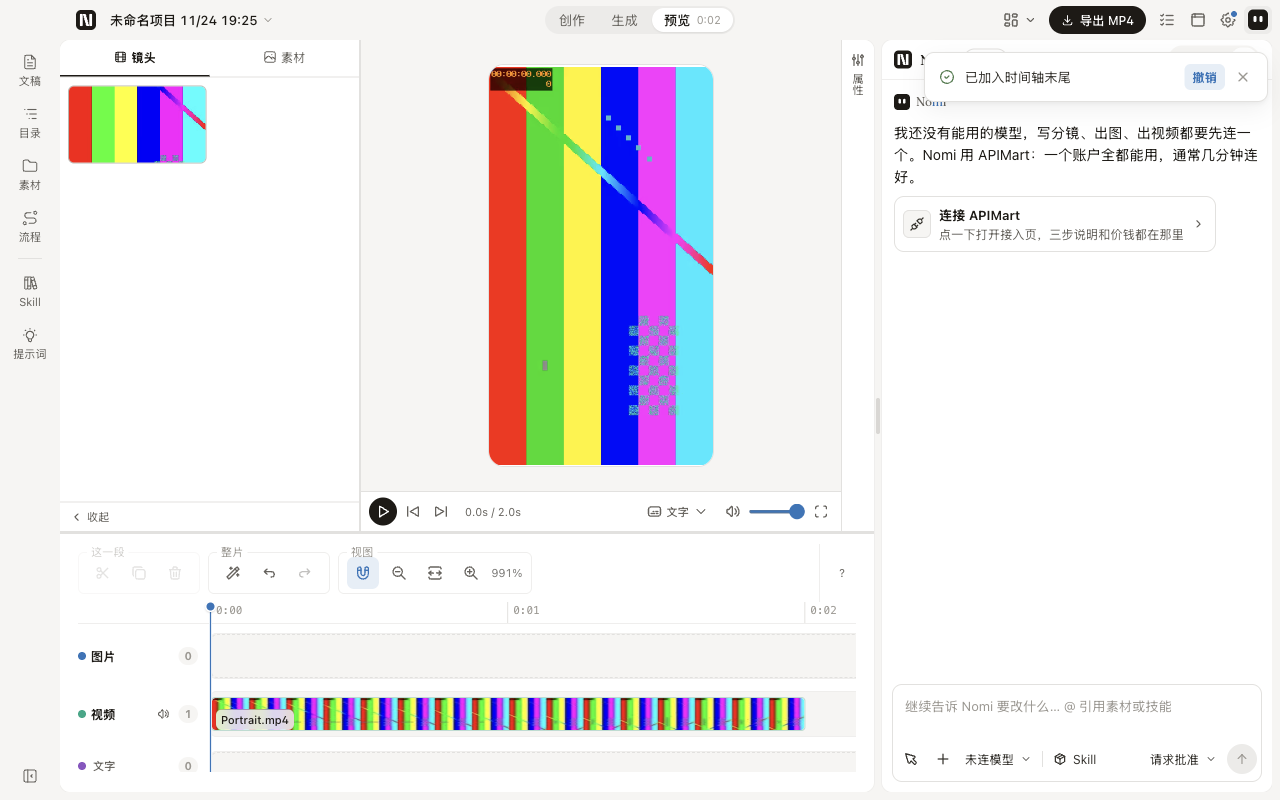 未命名项目 11/24 19:25
创作
生成
预览 0:02
导出 MP4
文稿
目录
素材
流程
Skill
提示词
镜头
素材
收起
00:00:00.000
0
属性
0.0s / 2.0s
文字
已加入时间轴末尾
撤销
Nomi
我还没有能用的模型，写分镜、出图、出视频都要先连一
个。Nomi 用 APIMart：一个账户全都能用，通常几分钟连
好。
连接 APIMart
点一下打开接入页，三步说明和价钱都在那里
这一段
整片
视图
991%
?
0:00
0:01
0:02
图片
0
视频
1
Portrait.mp4
文字
0
继续告诉 Nomi 要改什么… @ 引用素材或技能
未连模型
Skill
请求批准